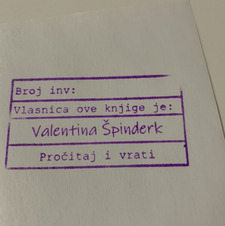 Broj inv:
Vlasnica ove knjige je:
Valentina Špinderk
Pročitaj i vrati